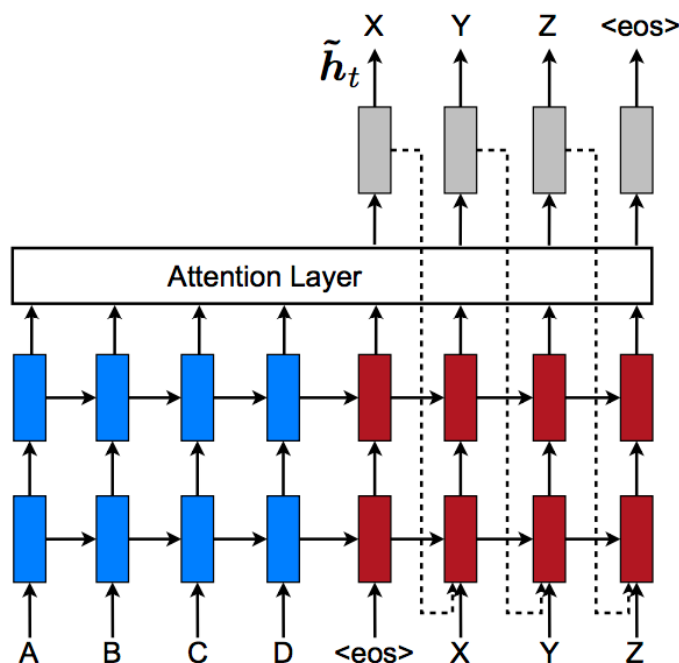 X Y Z <eos>
h̃ₜ
Attention Layer
A B C D <eos> X Y Z